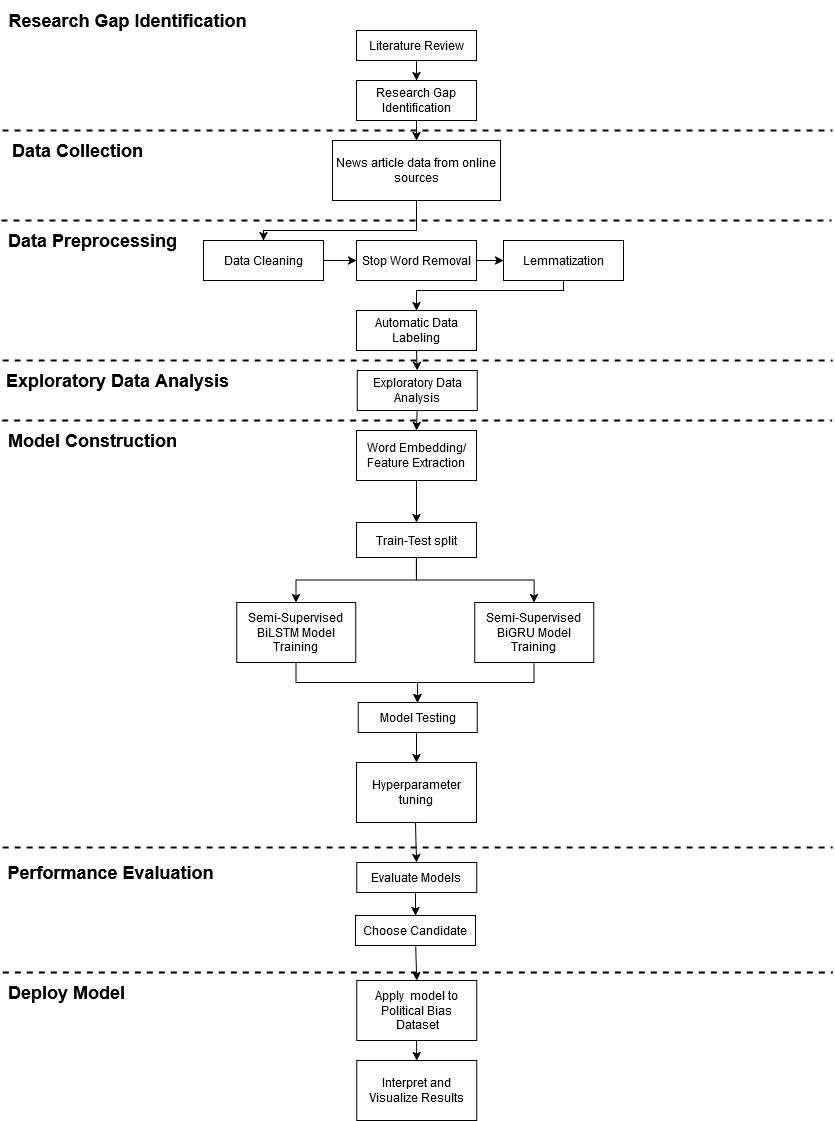 Research Gap Identification
Literature Review
Research Gap
Identification
Data Collection
News article data from online
sources
Data Preprocessing
Data Cleaning
Stop Word Removal
Lemmatization
Automatic Data
Labeling
Exploratory Data Analysis
Exploratory Data
Analysis
Model Construction
Word Embedding/
Feature Extraction
Train-Test split
Semi-Supervised
BiLSTM Model
Training
Semi-Supervised
BiGRU Model
Training
Model Testing
Hyperparameter
tuning
Performance Evaluation
Evaluate Models
Choose Candidate
Deploy Model
Apply model to
Political Bias
Dataset
Interpret and
Visualize Results